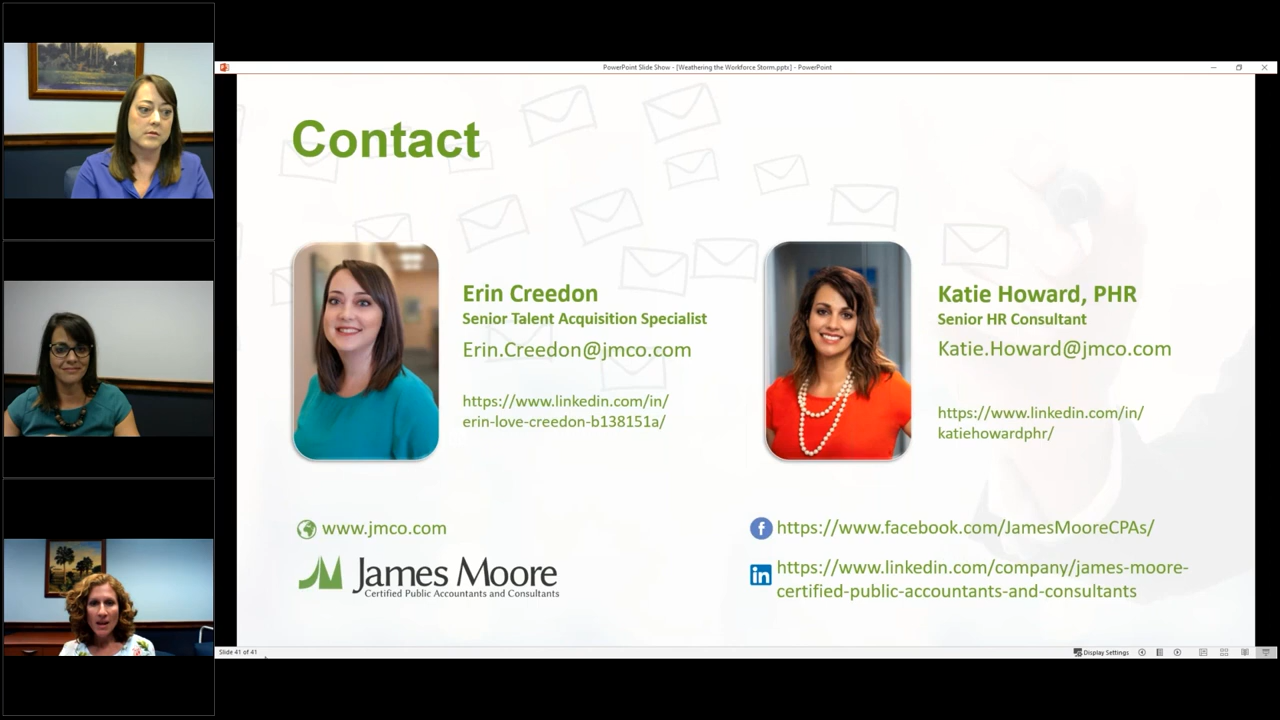 PowerPoint Slide Show - [Weathering the Workforce Storm.pptx] - PowerPoint
Contact
Erin Creedon
Senior Talent Acquisition Specialist
Erin.Creedon@jmco.com
https://www.linkedin.com/in/
erin-love-creedon-b138151a/
Katie Howard, PHR
Senior HR Consultant
Katie.Howard@jmco.com
https://www.linkedin.com/in/
katiehowardphr/
www.jmco.com
James Moore
Certified Public Accountants and Consultants
f https://www.facebook.com/JamesMooreCPAs/
in https://www.linkedin.com/company/james-moore-
certified-public-accountants-and-consultants
Slide 41 of 41
Display Settings